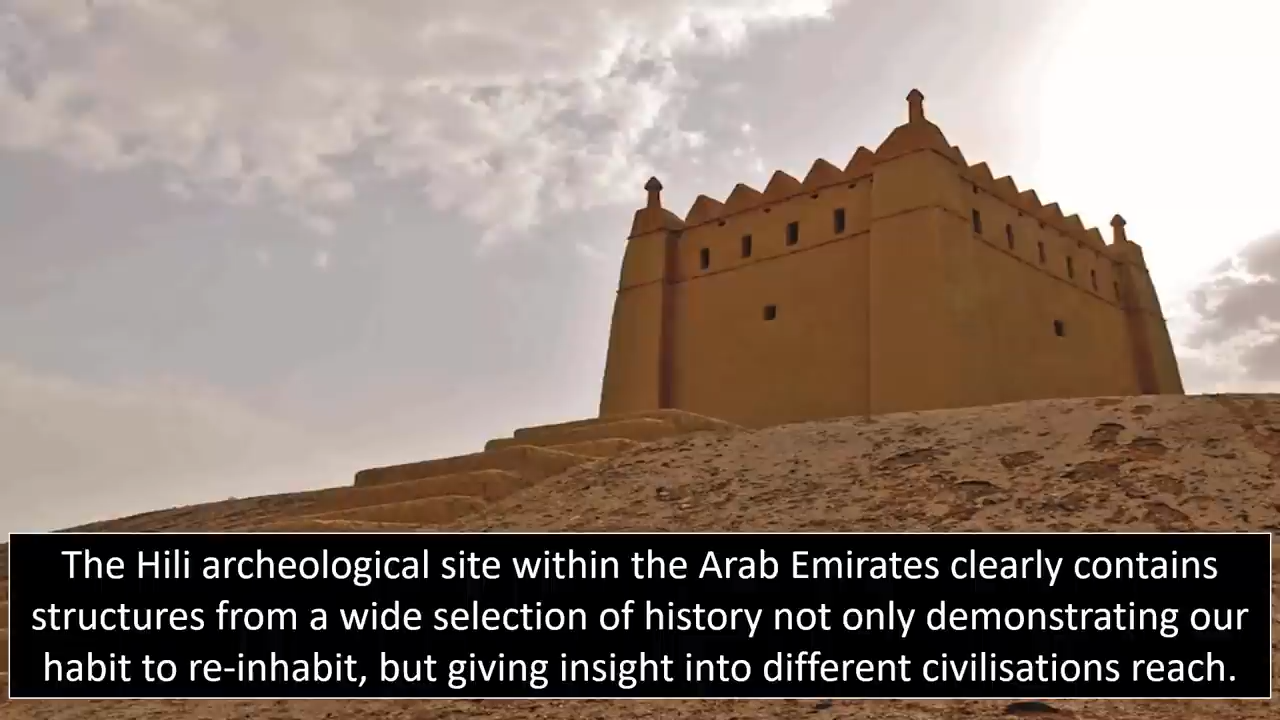 The Hili archeological site within the Arab Emirates clearly contains
structures from a wide selection of history not only demonstrating our
habit to re-inhabit, but giving insight into different civilisations reach.